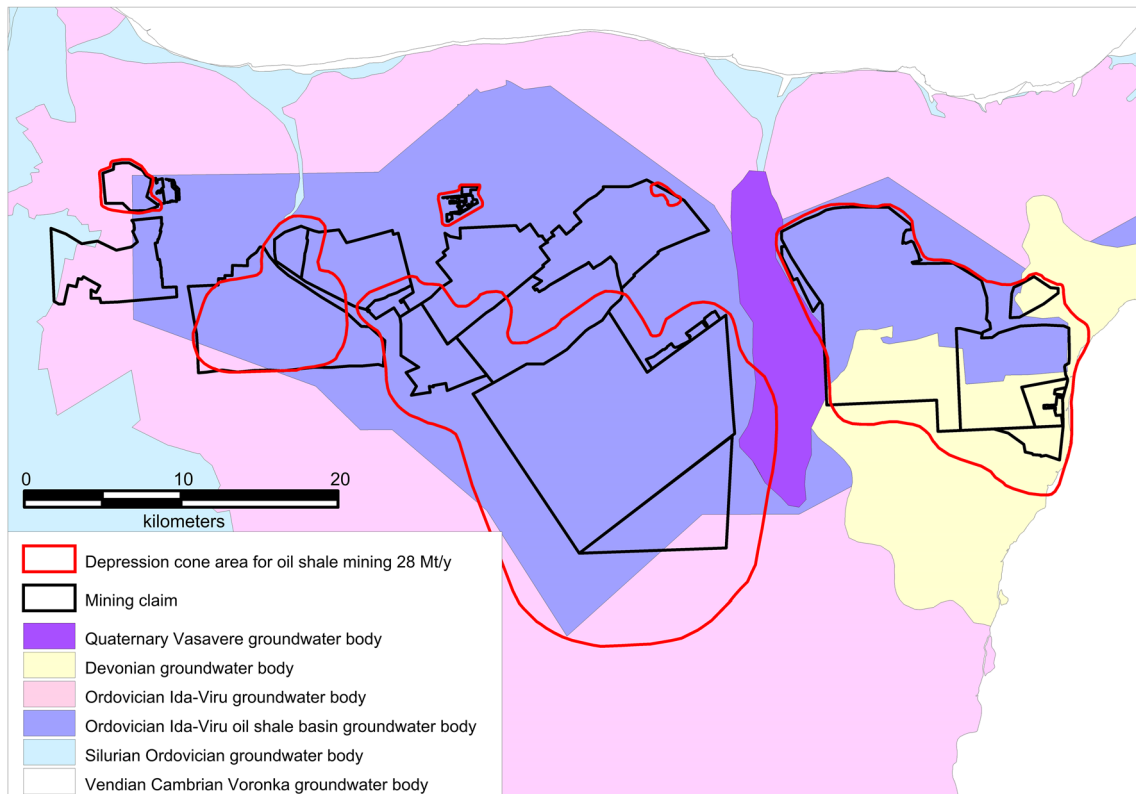 0 10 20
kilometers
Depression cone area for oil shale mining 28 Mt/y
Mining claim
Quaternary Vasavere groundwater body
Devonian groundwater body
Ordovician Ida-Viru groundwater body
Ordovician Ida-Viru oil shale basin groundwater body
Silurian Ordovician groundwater body
Vendian Cambrian Voronka groundwater body